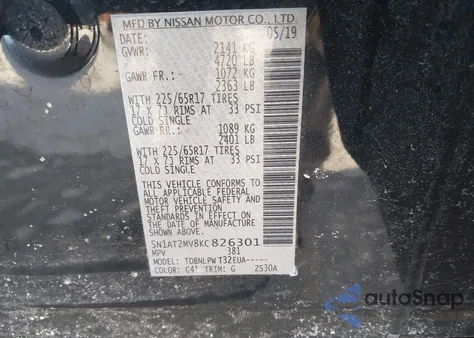 MFD BY NISSAN MOTOR CO., LTD.
DATE: 05/19
GVWR: 2141 KG
4720 LB
GAWR FR.: - 1072 KG
2363 LB
WITH 225/65R17 TIRES
17 X 7J RIMS AT 33 PSI
COLD SINGLE
GAWR RR.: - 1089 KG
2401 LB
WITH 225/65R17 TIRES
17 X 7J RIMS AT 33 PSI
COLD SINGLE
THIS VEHICLE CONFORMS TO
ALL APPLICABLE FEDERAL
MOTOR VEHICLE SAFETY
AND THEFT PREVENTION
STANDARDS IN EFFECT ON
THE DATE OF MANUFACTURE
SHOWN ABOVE.
5N1AT2MV8KC 826301
MPV 381
MODEL: TDBNLPWT32EUA-----
COLOR: G41 TRIM: G ZS30A
autoSnap